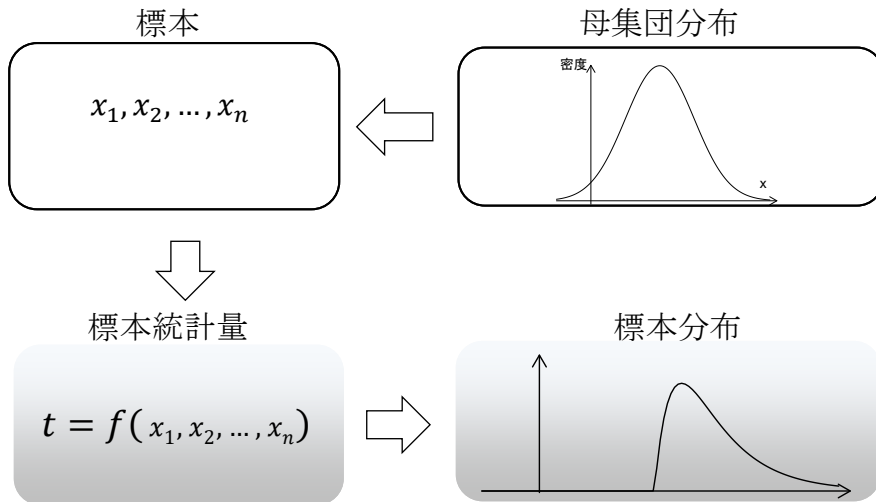 標本
母集団分布
x₁, x₂, ..., xₙ
密度
x
標本統計量
標本分布
t = f( x₁, x₂, ..., xₙ)